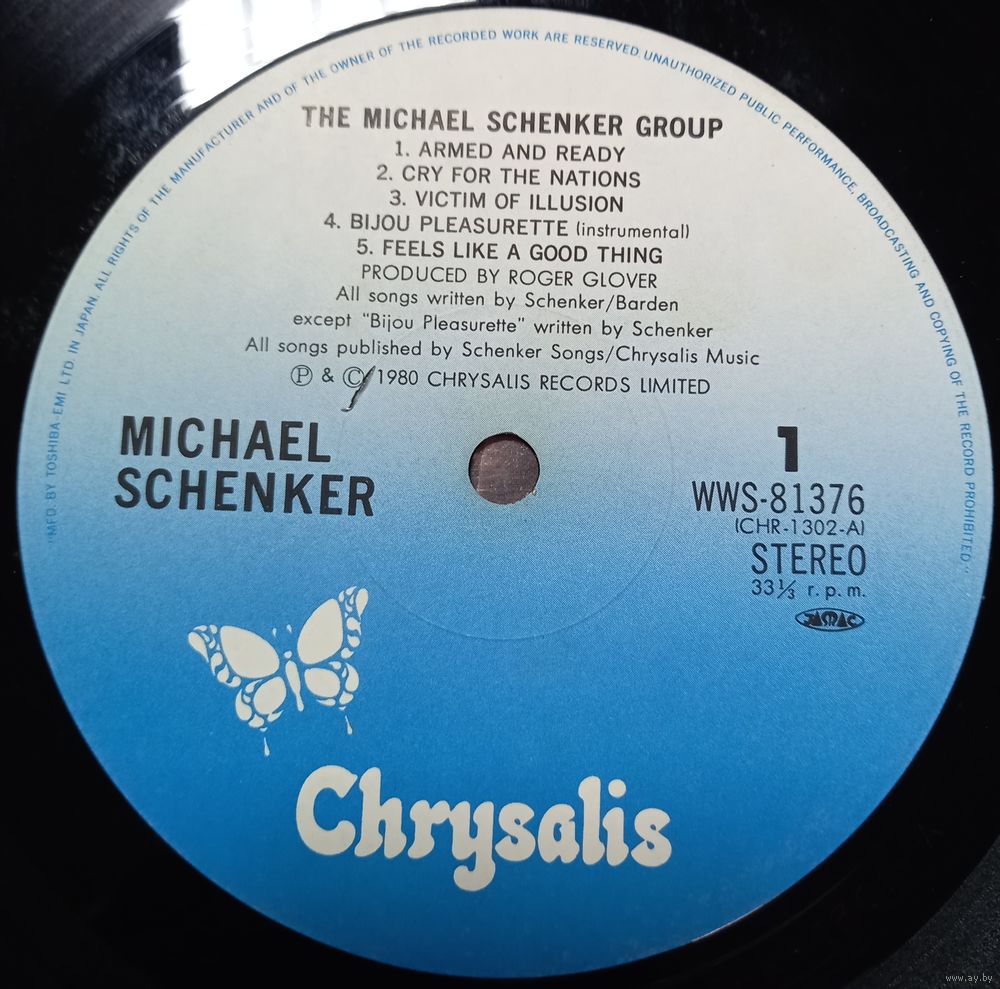 "MFD. BY TOSHIBA-EMI LTD. IN JAPAN. ALL RIGHTS OF THE MANUFACTURER AND OF THE OWNER OF THE RECORDED WORK ARE RESERVED. UNAUTHORIZED PUBLIC PERFORMANCE, BROADCASTING AND COPYING OF THE RECORD PROHIBITED."
THE MICHAEL SCHENKER GROUP
1. ARMED AND READY
2. CRY FOR THE NATIONS
3. VICTIM OF ILLUSION
4. BIJOU PLEASURETTE (instrumental)
5. FEELS LIKE A GOOD THING
PRODUCED BY ROGER GLOVER
All songs written by Schenker/Barden
except "Bijou Pleasurette" written by Schenker
All songs published by Schenker Songs/Chrysalis Music
Ⓟ & Ⓒ 1980 CHRYSALIS RECORDS LIMITED
MICHAEL
SCHENKER
1
WWS-81376
(CHR-1302-A)
STEREO
33⅓ r. p. m.
JASRAC
Chrysalis
www.ay.by